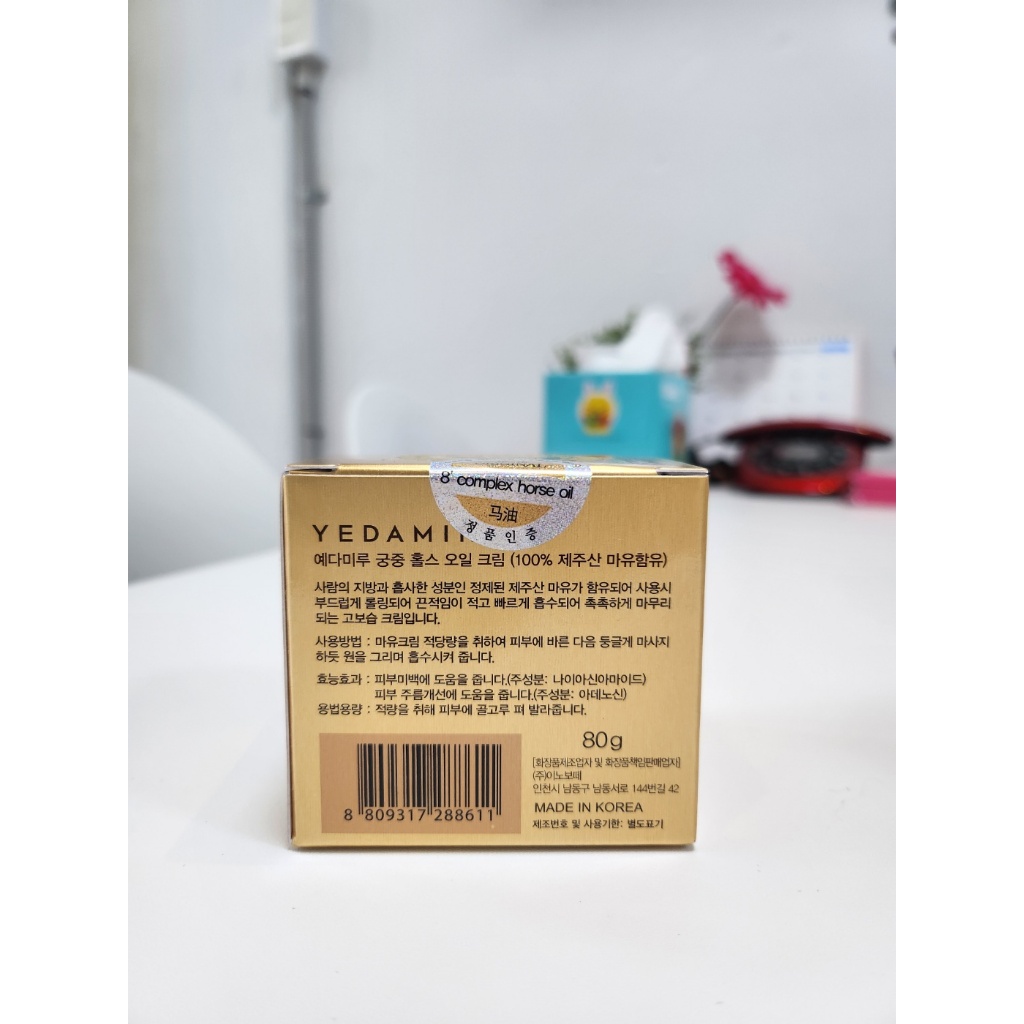 8' complex horse oil
马油
정품인증
YEDAMI
예다미루 궁중 홀스 오일 크림 (100% 제주산 마유함유)
사람의 지방과 흡사한 성분인 정제된 제주산 마유가 함유되어 사용시
부드럽게 롤링되어 끈적임이 적고 빠르게 흡수되어 촉촉하게 마무리
되는 고보습 크림입니다.
사용방법 : 마유크림 적당량을 취하여 피부에 바른 다음 둥글게 마사지
하듯 원을 그리며 흡수시켜 줍니다.
효능효과 : 피부미백에 도움을 줍니다.(주성분: 나이아신아마이드)
피부 주름개선에 도움을 줍니다.(주성분: 아데노신)
용법용량 : 적량을 취해 피부에 골고루 펴 발라줍니다.
80g
[화장품제조업자 및 화장품책임판매업자]
(주)이노보떼
인천시 남동구 남동서로 144번길 42
MADE IN KOREA
제조번호 및 사용기한: 별도표기
8 809317 288611